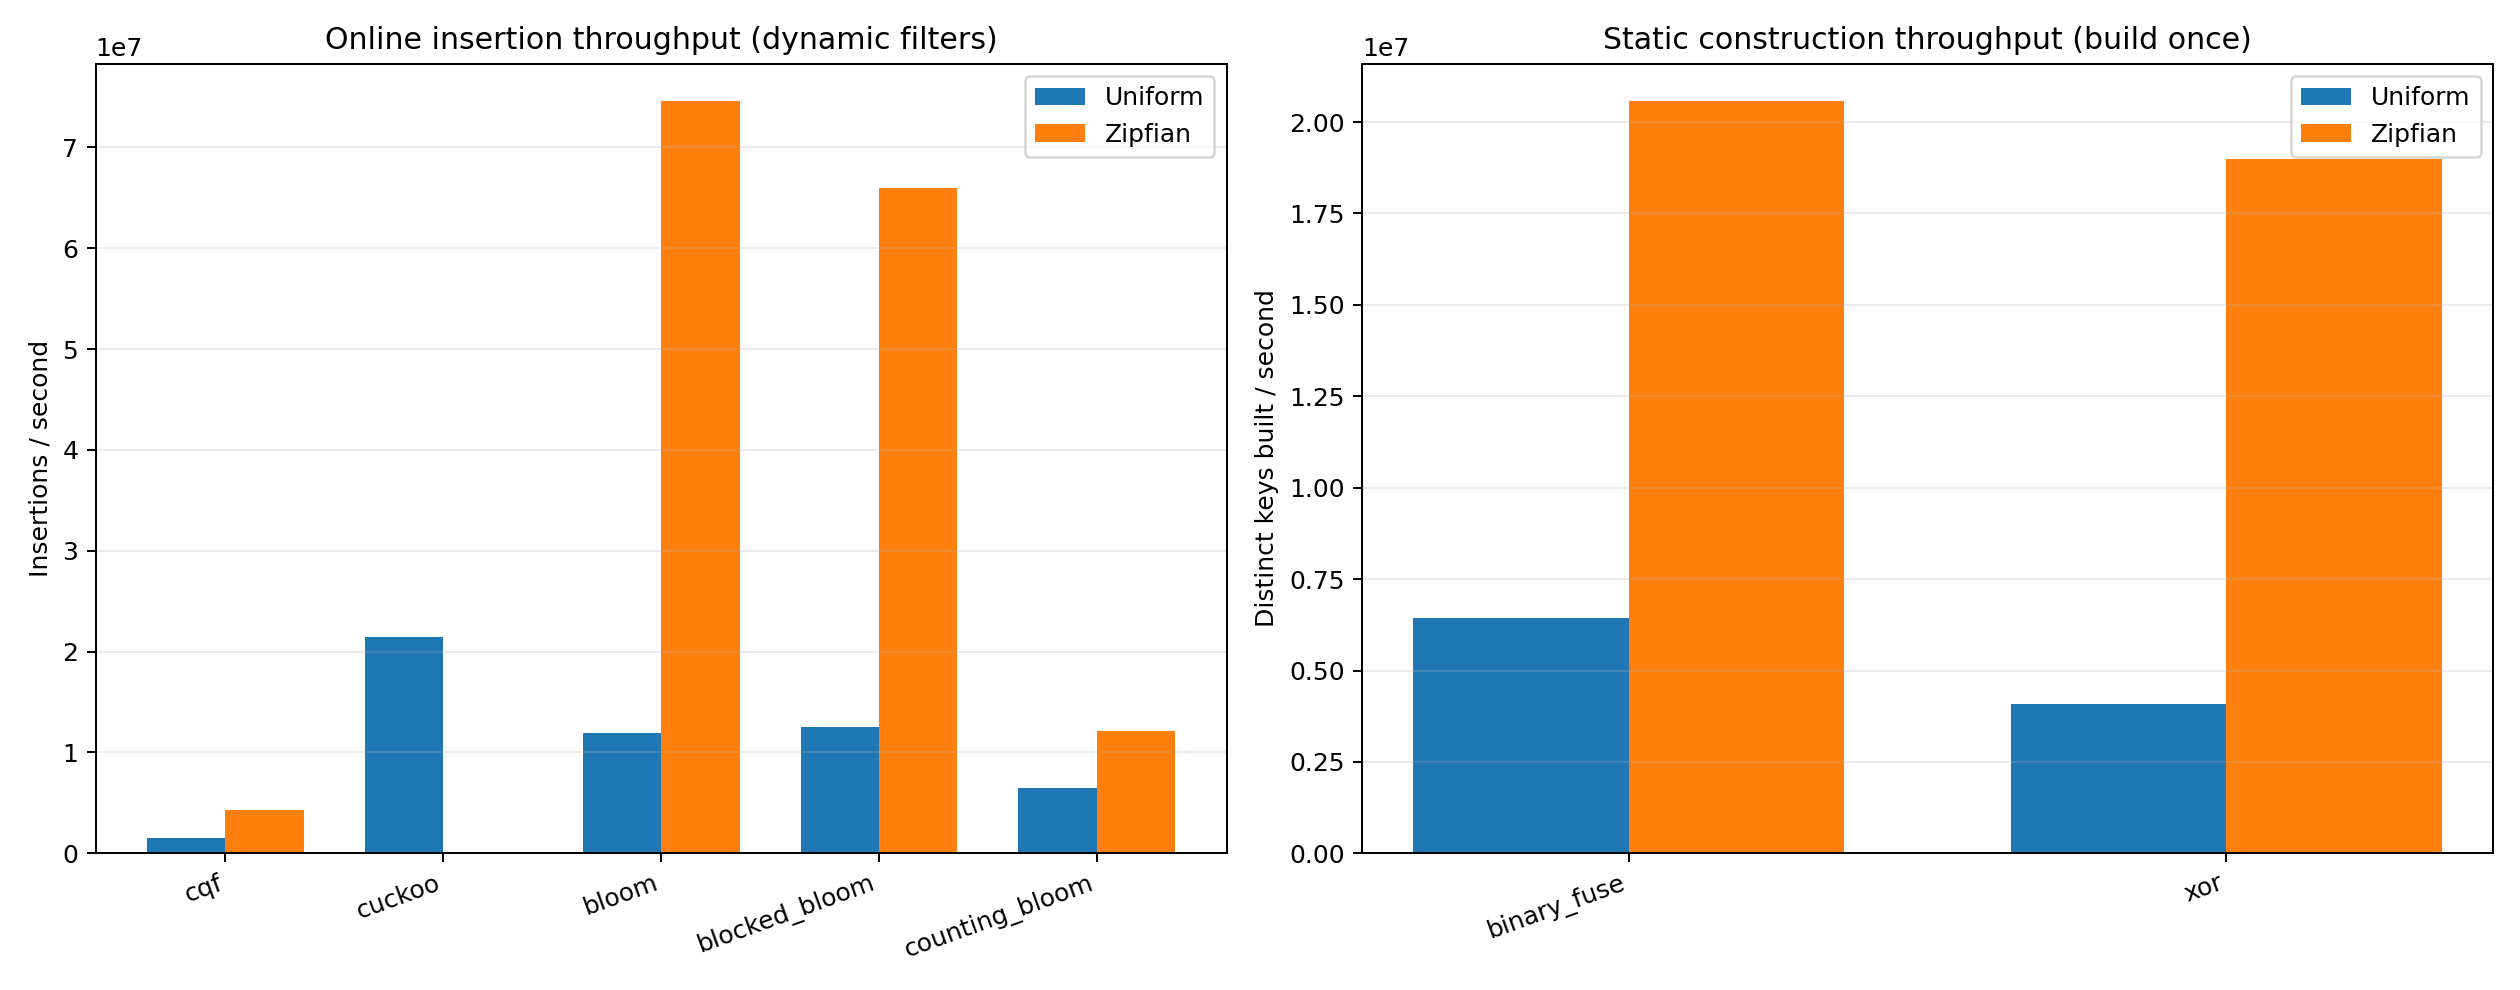 Online insertion throughput (dynamic filters)
1e7
Insertions / second
7
6
5
4
3
2
1
0
Uniform
Zipfian
cqf
cuckoo
bloom
blocked_bloom
counting_bloom
Static construction throughput (build once)
1e7
Distinct keys built / second
2.00
1.75
1.50
1.25
1.00
0.75
0.50
0.25
0.00
Uniform
Zipfian
binary_fuse
xor